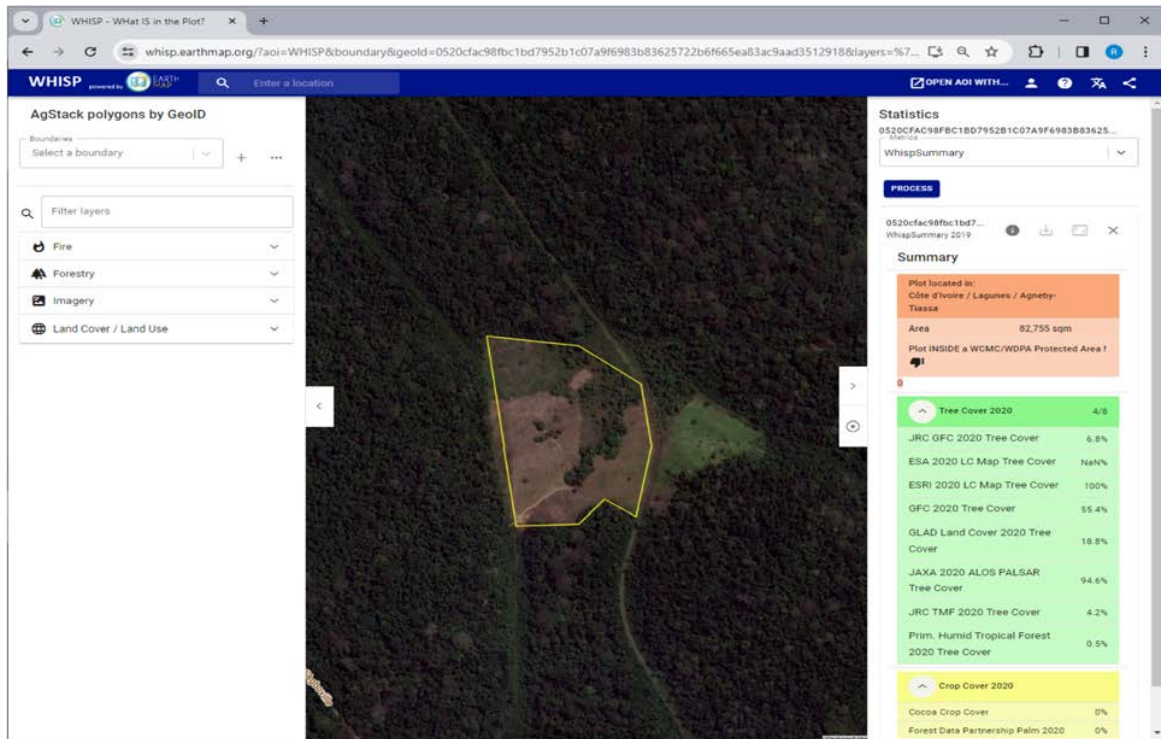 WHISP - WHat IS in the Plot?
whisp.earthmap.org/?aoi=WHISP&boundary&geoId=0520cfac98fbc1bd7952b1c07a9f6983b83625722b6f665ea83ac9aad3512918&layers=%7...
R
WHISP powered by EARTH MAP
Enter a location
OPEN AOI WITH...
AgStack polygons by GeoID
Boundaries
Select a boundary
Filter layers
Fire
Forestry
Imagery
Land Cover / Land Use
Statistics
0520CFAC98FBC1BD7952B1C07A9F6983B83625...
Metrics
WhispSummary
PROCESS
0520cfac98fbc1bd7...
WhispSummary 2019
Summary
Plot located in:
Côte d'Ivoire / Lagunes / Agneby-
Tiassa
Area 82,755 sqm
Plot INSIDE a WCMC/WDPA Protected Area !
0
Tree Cover 2020 4/8
JRC GFC 2020 Tree Cover 6.8%
ESA 2020 LC Map Tree Cover NaN%
ESRI 2020 LC Map Tree Cover 100%
GFC 2020 Tree Cover 55.4%
GLAD Land Cover 2020 Tree
Cover 18.8%
JAXA 2020 ALOS PALSAR
Tree Cover 94.6%
JRC TMF 2020 Tree Cover 4.2%
Prim. Humid Tropical Forest
2020 Tree Cover 0.5%
Crop Cover 2020
Cocoa Crop Cover 0%
Forest Data Partnership Palm 2020 0%